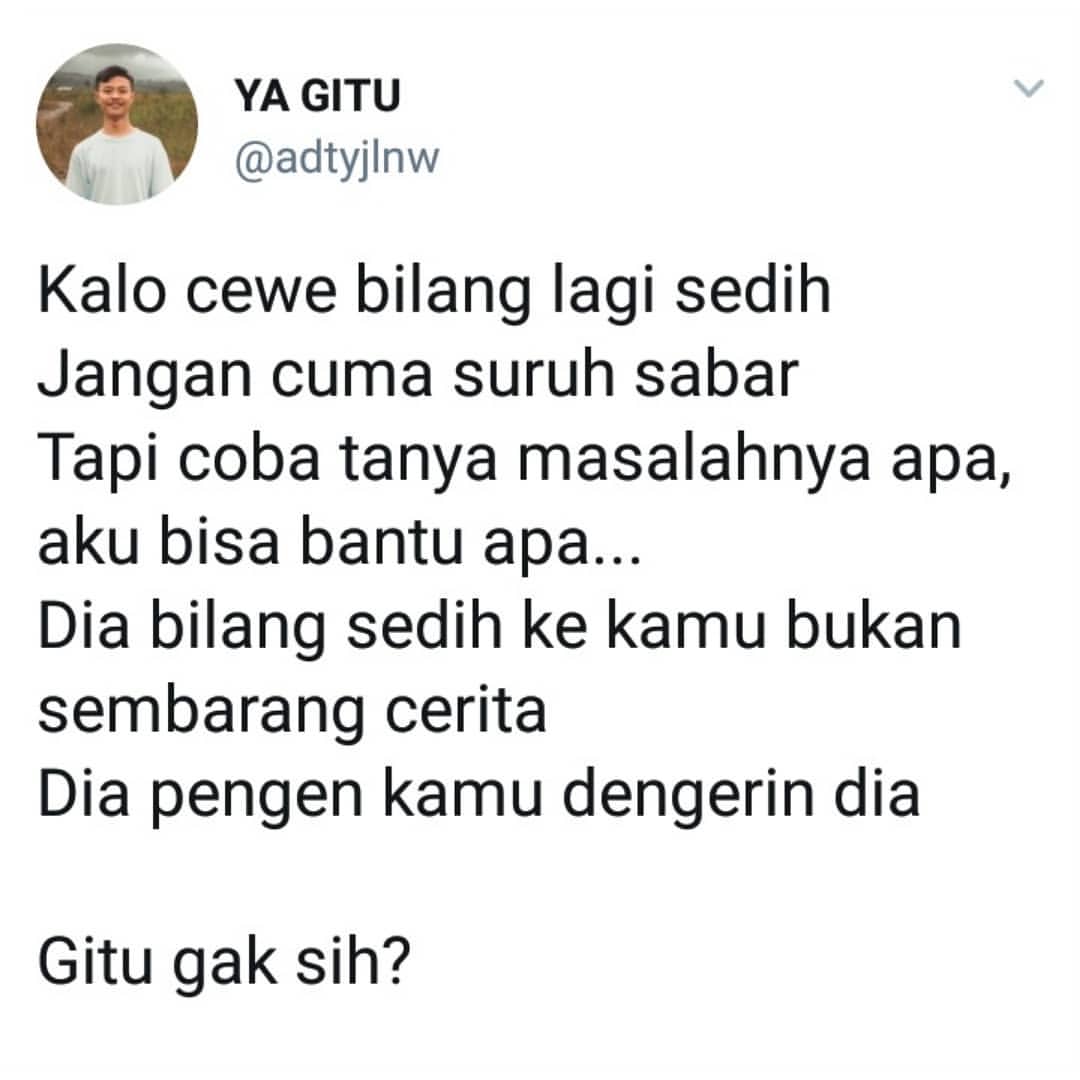 YA GITU
@adtyjlnw
Kalo cewe bilang lagi sedih
Jangan cuma suruh sabar
Tapi coba tanya masalahnya apa,
aku bisa bantu apa...
Dia bilang sedih ke kamu bukan
sembarang cerita
Dia pengen kamu dengerin dia
Gitu gak sih?